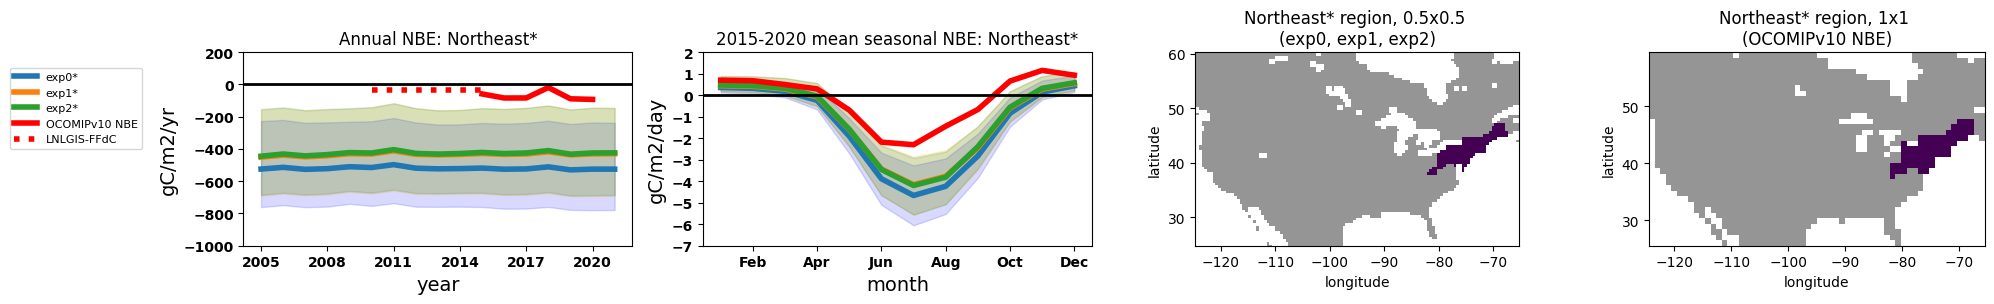 exp0*
exp1*
exp2*
OCOMIPv10 NBE
LNLGIS-FFdC
Annual NBE: Northeast*
gC/m2/yr
200
0
−200
−400
−600
−800
−1000
2005 2008 2011 2014 2017 2020
year
2015-2020 mean seasonal NBE: Northeast*
gC/m2/day
2
1
0
−1
−2
−3
−4
−5
−6
−7
Feb Apr Jun Aug Oct Dec
month
Northeast* region, 0.5x0.5
(exp0, exp1, exp2)
latitude
60
50
40
30
−120 −110 −100 −90 −80 −70
longitude
Northeast* region, 1x1
(OCOMIPv10 NBE)
latitude
50
40
30
−120 −110 −100 −90 −80 −70
longitude